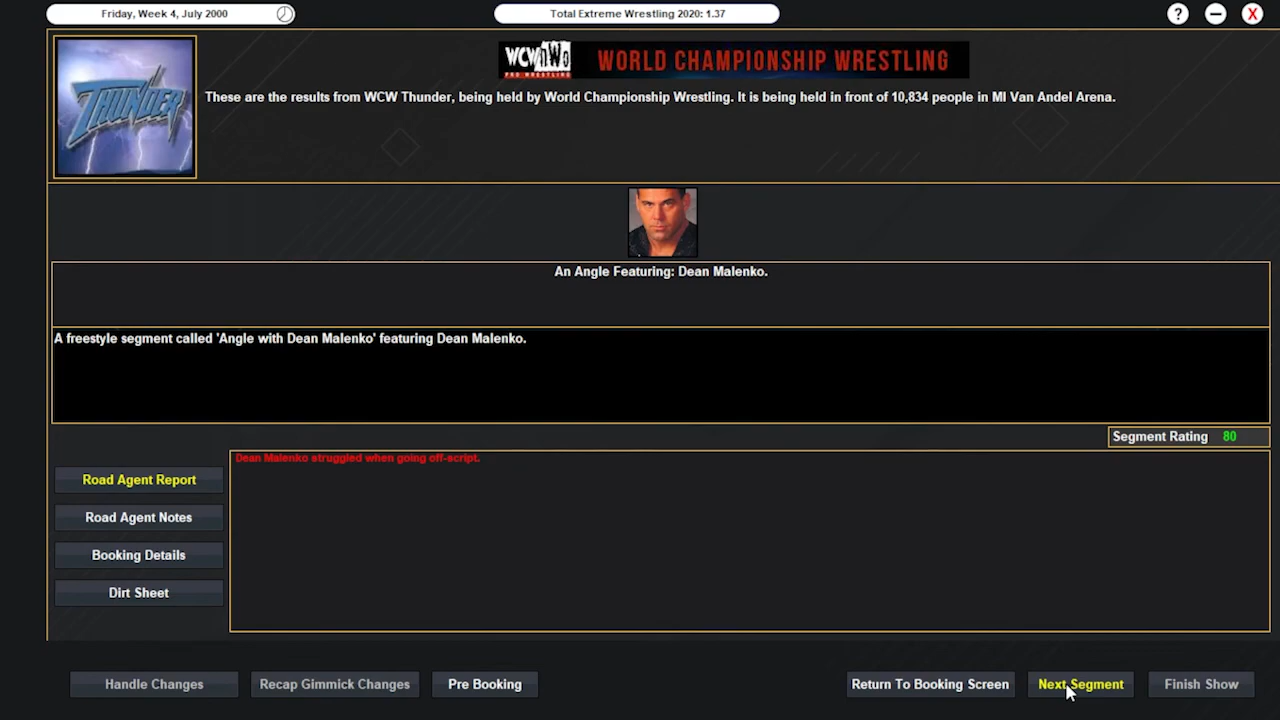 Friday, Week 4, July 2000
Total Extreme Wrestling 2020: 1.37
?
X
THUNDER
WCW nWo
PRO WRESTLING
WORLD CHAMPIONSHIP WRESTLING
These are the results from WCW Thunder, being held by World Championship Wrestling. It is being held in front of 10,834 people in MI Van Andel Arena.
An Angle Featuring: Dean Malenko.
A freestyle segment called 'Angle with Dean Malenko' featuring Dean Malenko.
Segment Rating 80
Dean Malenko struggled when going off-script.
Road Agent Report
Road Agent Notes
Booking Details
Dirt Sheet
Handle Changes
Recap Gimmick Changes
Pre Booking
Return To Booking Screen
Next Segment
Finish Show